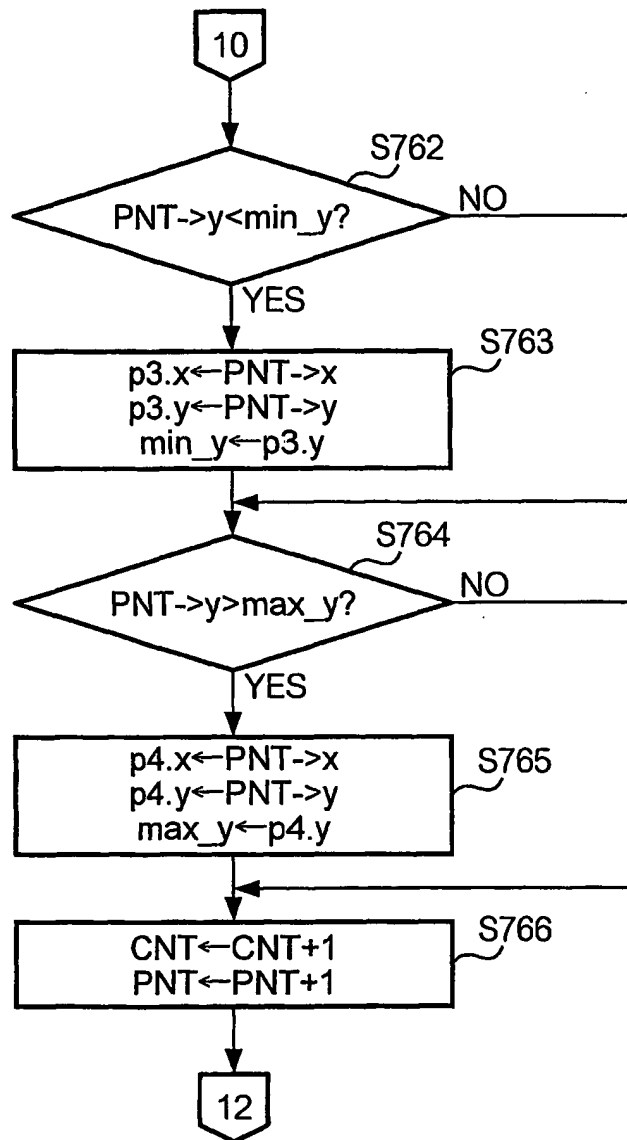 10
S762
PNT->y<min_y?
NO
YES
S763
p3.x←PNT->x
p3.y←PNT->y
min_y←p3.y
S764
PNT->y>max_y?
NO
YES
S765
p4.x←PNT->x
p4.y←PNT->y
max_y←p4.y
S766
CNT←CNT+1
PNT←PNT+1
12